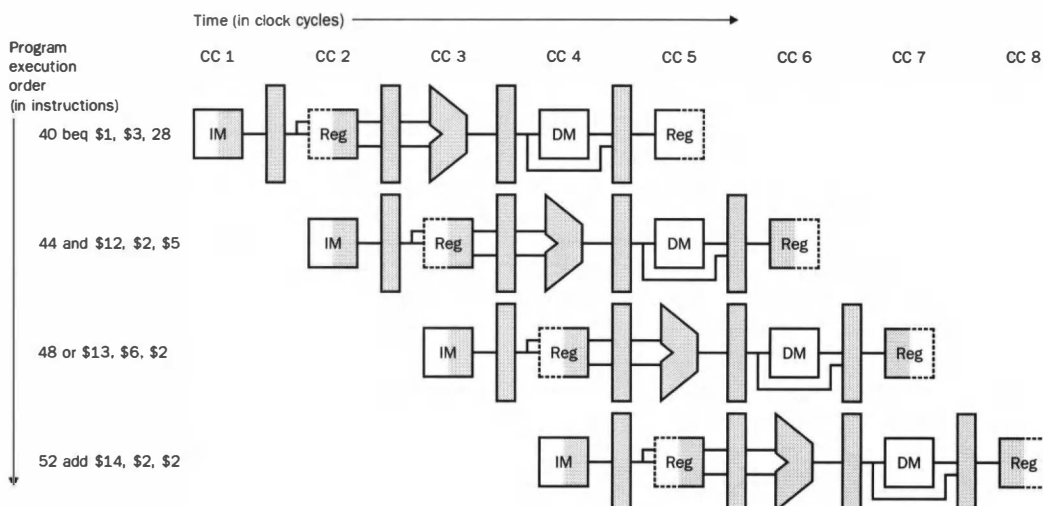 Time (in clock cycles)
Program
execution
order
(in instructions)
CC 1 CC 2 CC 3 CC 4 CC 5 CC 6 CC 7 CC 8
40 beq $1, $3, 28
IM Reg DM Reg
44 and $12, $2, $5
IM Reg DM Reg
48 or $13, $6, $2
IM Reg DM Reg
52 add $14, $2, $2
IM Reg DM Reg